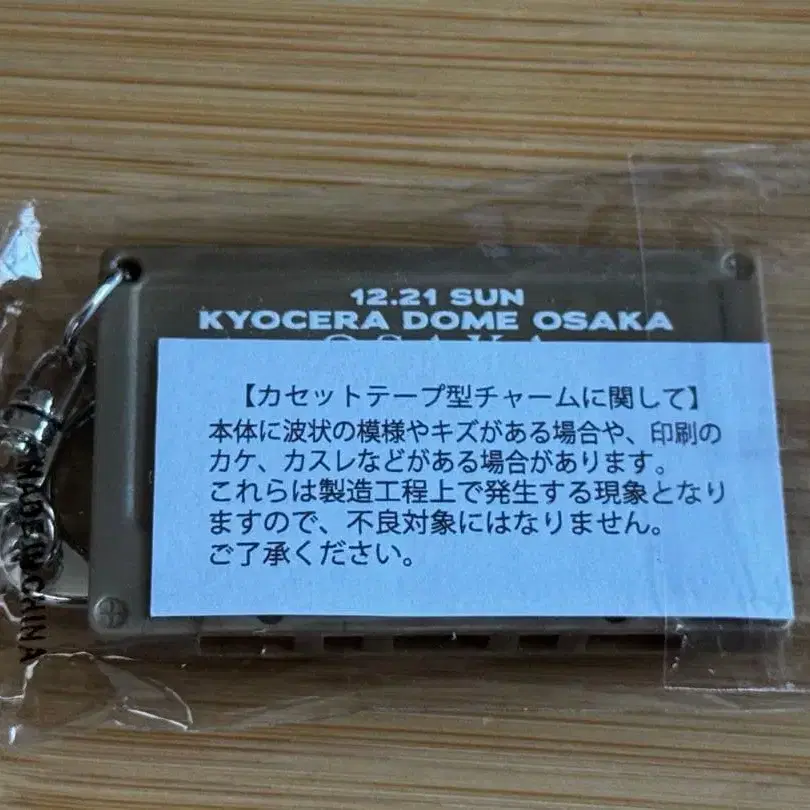 12.21 SUN
KYOCERA DOME OSAKA
OSAKA
【カセットテープ型チャームに関して】
本体に波状の模様やキズがある場合や、印刷の
カケ、カスレなどがある場合があります。
これらは製造工程上で発生する現象となり
ますので、不良対象にはなりません。
ご了承ください。
MADE IN CHINA